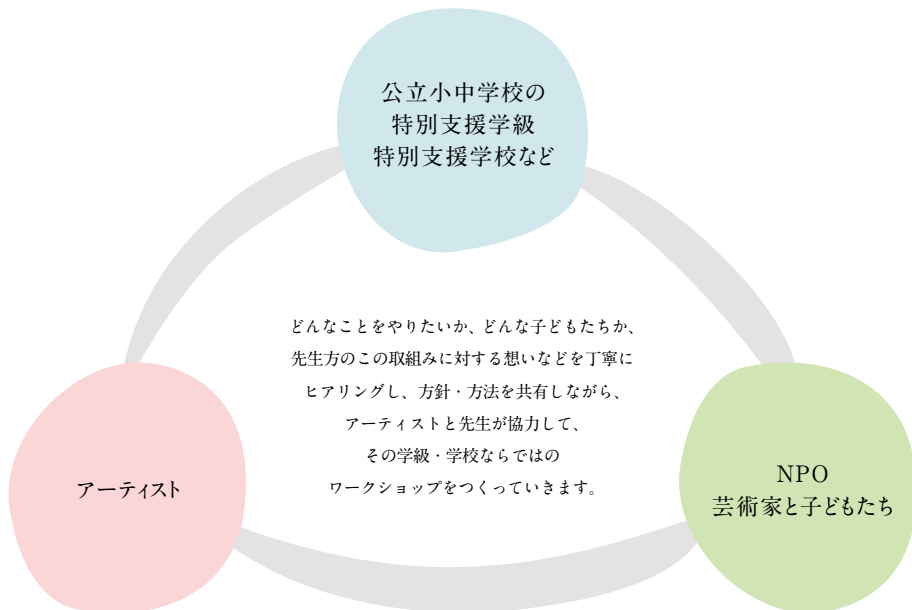 公立小中学校の
特別支援学級
特別支援学校など
どんなことをやりたいか、どんな子どもたちか、
先生方のこの取組みに対する想いなどを丁寧に
ヒアリングし、方針・方法を共有しながら、
アーティストと先生が協力して、
その学級・学校ならではの
ワークショップをつくっていきます。
アーティスト
NPO
芸術家と子どもたち